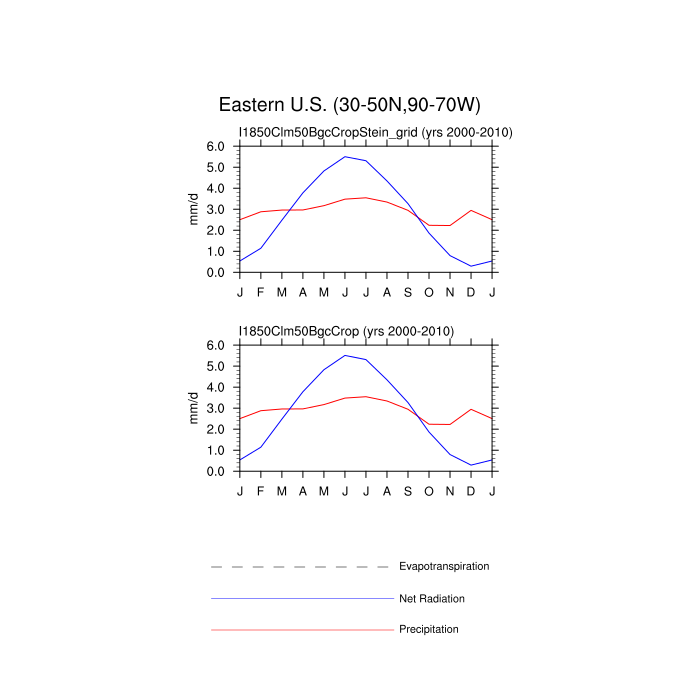 Eastern U.S. (30-50N,90-70W)
I1850Clm50BgcCropStein_grid (yrs 2000-2010)
6.0
5.0
4.0
3.0
2.0
1.0
0.0
mm/d
J F M A M J J A S O N D J
I1850Clm50BgcCrop (yrs 2000-2010)
6.0
5.0
4.0
3.0
2.0
1.0
0.0
mm/d
J F M A M J J A S O N D J
Evapotranspiration
Net Radiation
Precipitation